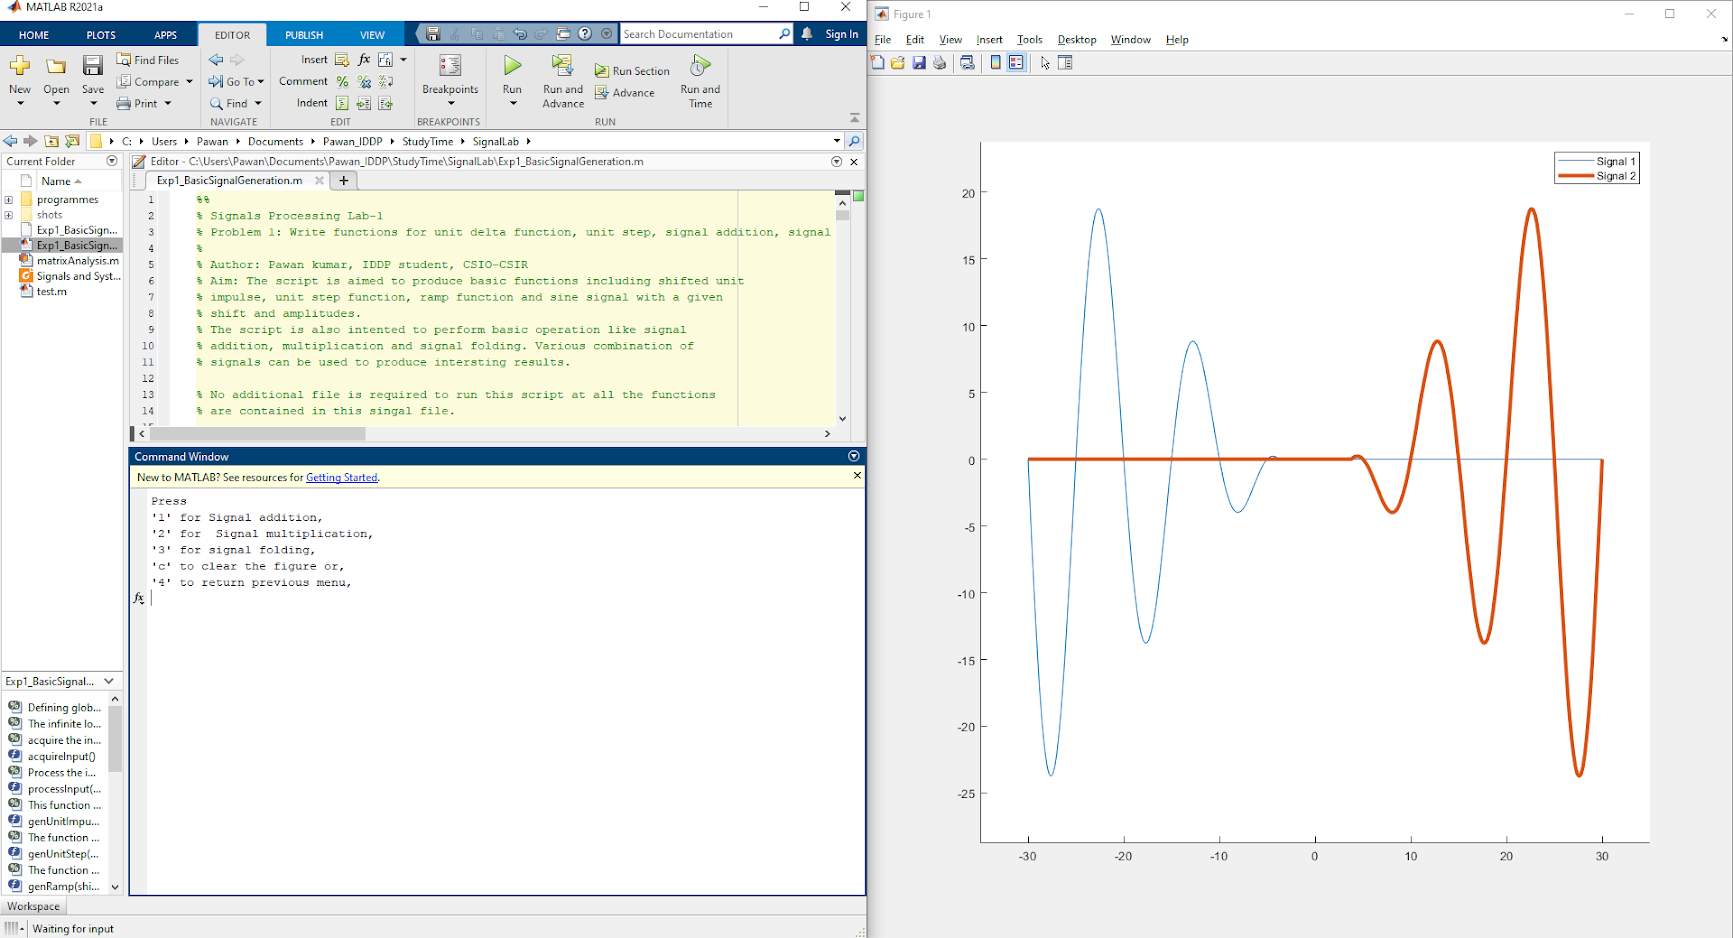 MATLAB R2021a
HOME PLOTS APPS EDITOR PUBLISH VIEW
Search Documentation
Sign In
New Open Save
Find Files
Compare
Print
FILE
Go To
Find
NAVIGATE
Insert fx
Comment
Indent
EDIT
Breakpoints
BREAKPOINTS
Run
Run and Advance
Run Section
Advance
Run and Time
RUN
C: Users Pawan Documents Pawan_IDDP StudyTime SignalLab
Current Folder
Name
programmes
shots
Exp1_BasicSign...
Exp1_BasicSign...
matrixAnalysis.m
Signals and Syst...
test.m
Editor - C:\Users\Pawan\Documents\Pawan_IDDP\StudyTime\SignalLab\Exp1_BasicSignalGeneration.m
Exp1_BasicSignalGeneration.m
1 %%
2 % Signals Processing Lab-1
3 % Problem 1: Write functions for unit delta function, unit step, signal addition, signal
4 %
5 % Author: Pawan kumar, IDDP student, CSIO-CSIR
6 % Aim: The script is aimed to produce basic functions including shifted unit
7 % impulse, unit step function, ramp function and sine signal with a given
8 % shift and amplitudes.
9 % The script is also intented to perform basic operation like signal
10 % addition, multiplication and signal folding. Various combination of
11 % signals can be used to produce intersting results.
12
13 % No additional file is required to run this script at all the functions
14 % are contained in this singal file.
Command Window
New to MATLAB? See resources for Getting Started.
Press
'1' for Signal addition,
'2' for  Signal multiplication,
'3' for signal folding,
'c' to clear the figure or,
'4' to return previous menu,
fx
Exp1_BasicSignal...
Defining glob...
The infinite lo...
acquire the in...
acquireInput()
Process the i...
processInput(...
This function ...
genUnitImpu...
The function ...
genUnitStep(...
The function ...
genRamp(shi...
Workspace
Waiting for input
Figure 1
File Edit View Insert Tools Desktop Window Help
Signal 1
Signal 2
20
15
10
5
0
-5
-10
-15
-20
-25
-30 -20 -10 0 10 20 30